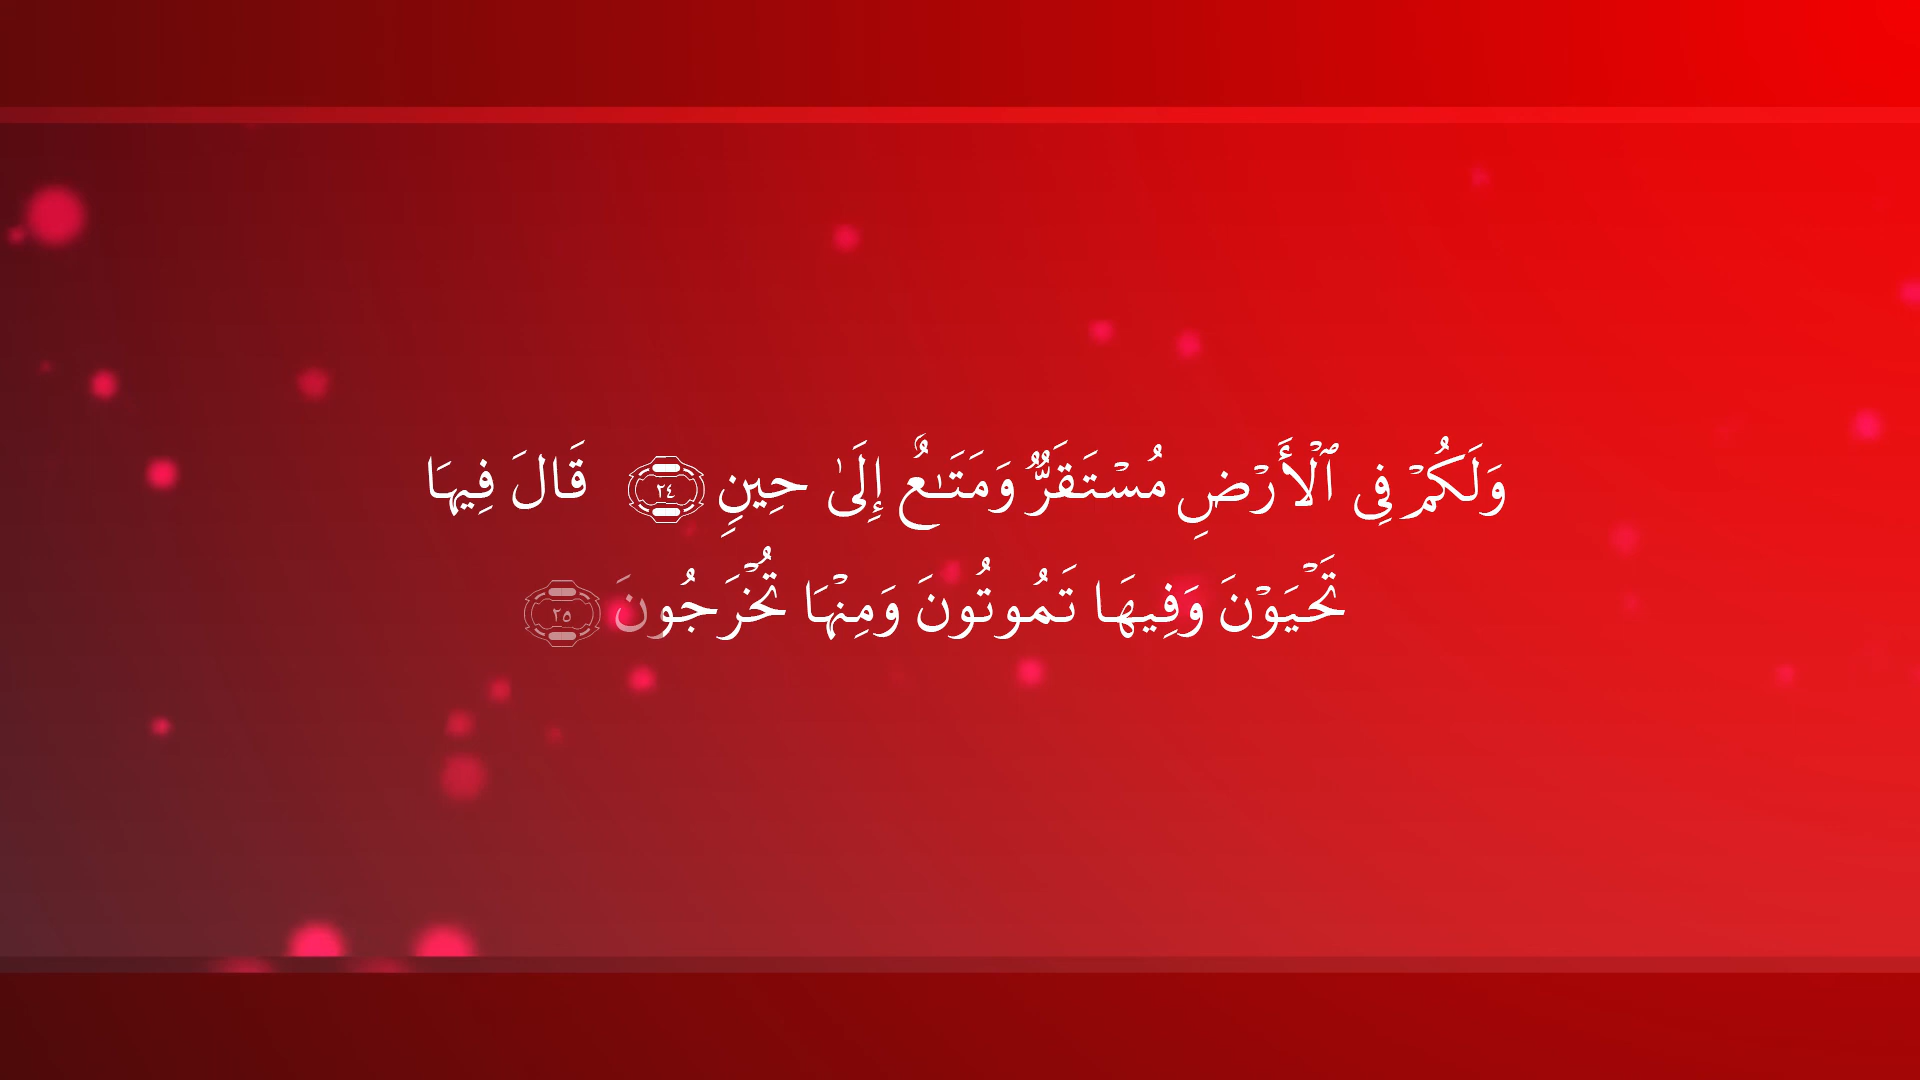 وَلَكُمْ فِى ٱلْأَرْضِ مُسْتَقَرٌّ وَمَتَـٰعٌ إِلَىٰ حِينٍ ٢٤ قَالَ فِيهَا
تَحْيَوْنَ وَفِيهَا تَمُوتُونَ وَمِنْهَا تُخْرَجُونَ ٢٥